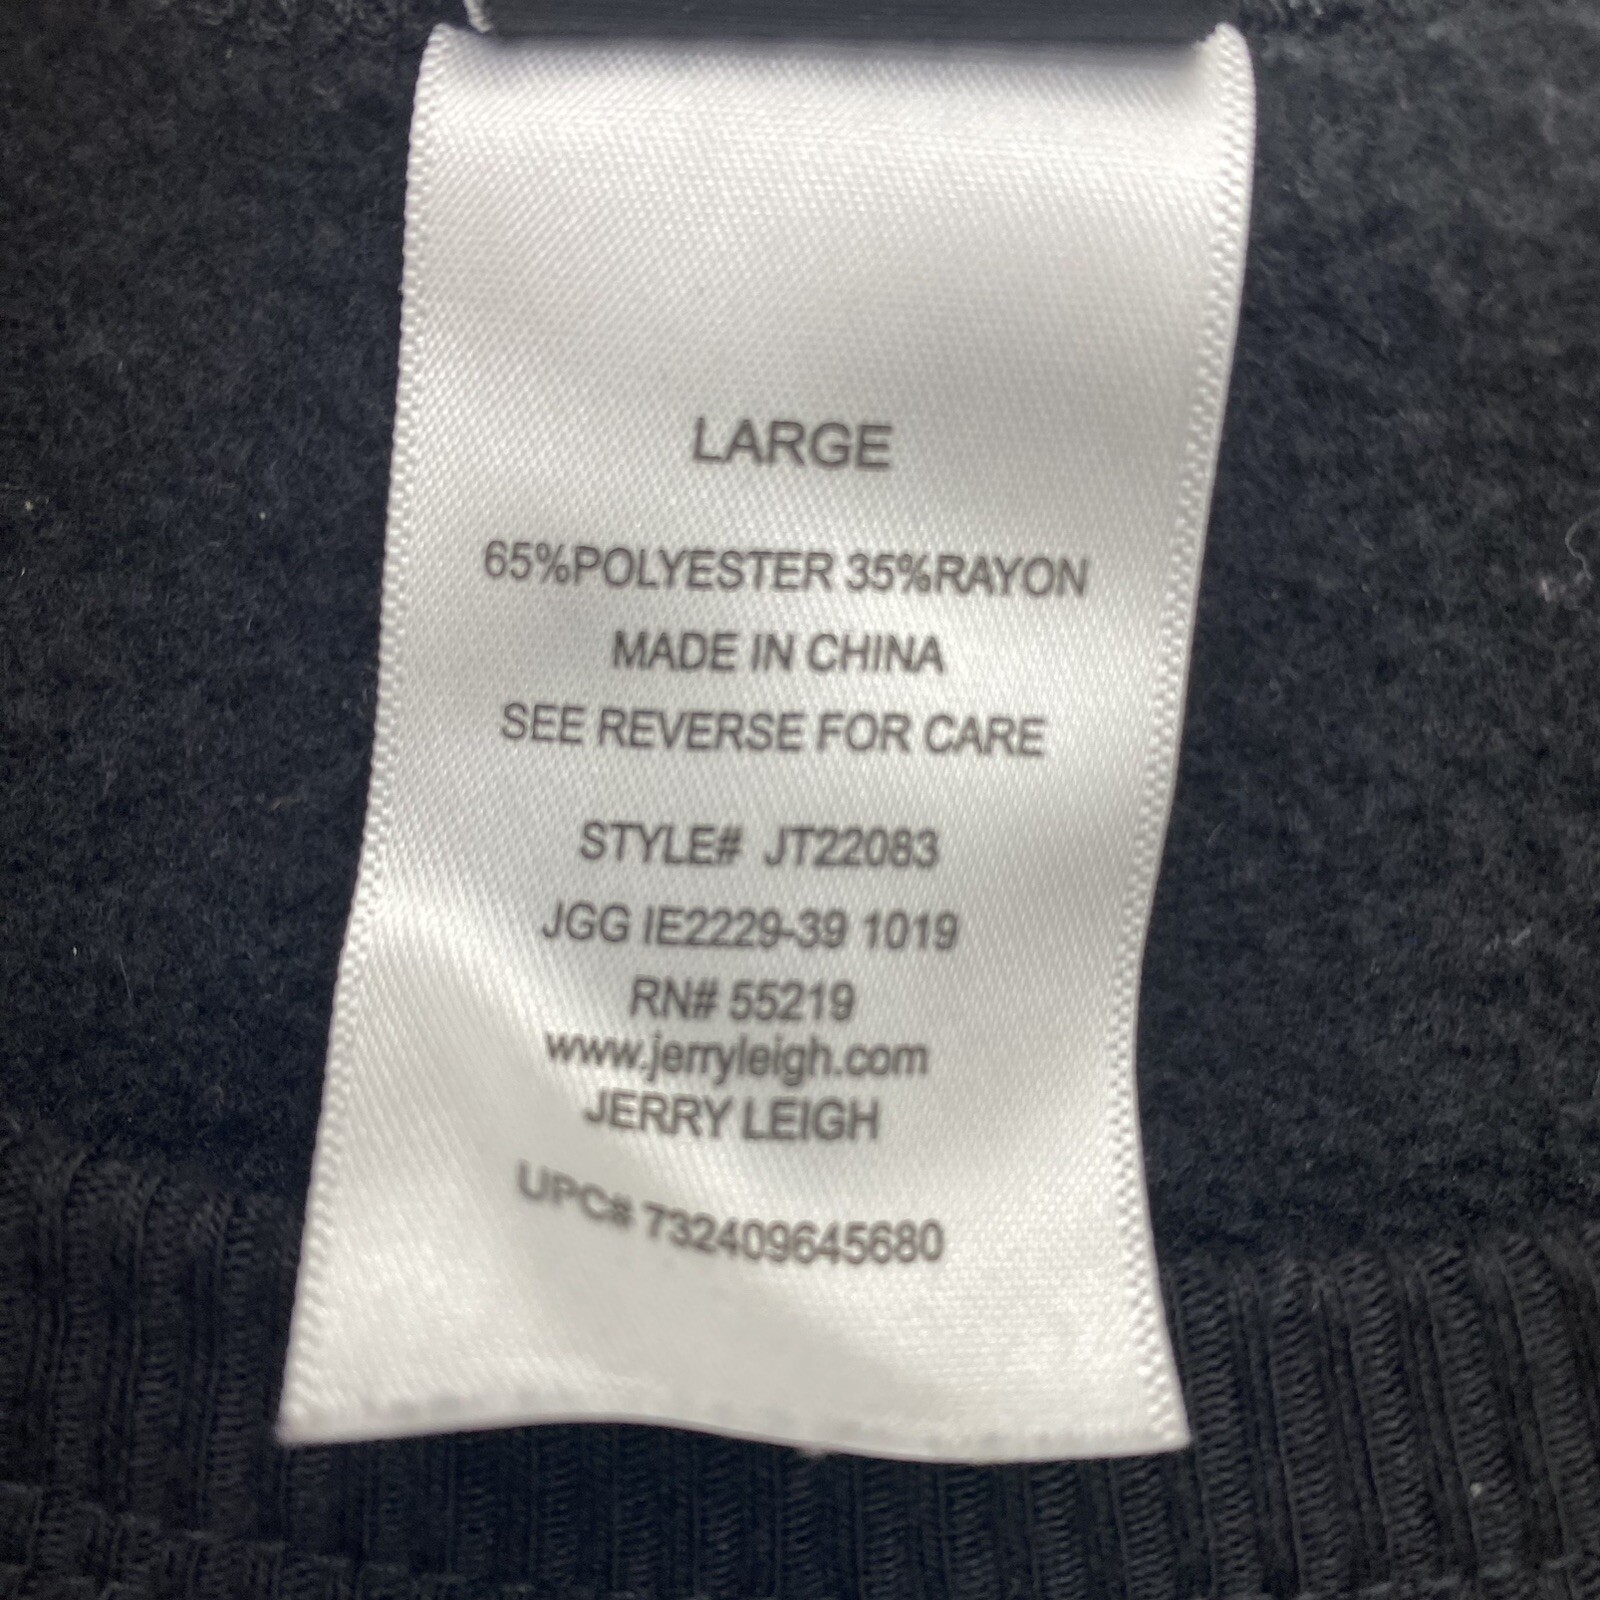 LARGE
65%POLYESTER 35%RAYON
MADE IN CHINA
SEE REVERSE FOR CARE
STYLE# JT22083
JGG IE2229-39 1019
RN# 55219
www.jerryleigh.com
JERRY LEIGH
UPC# 732409645680